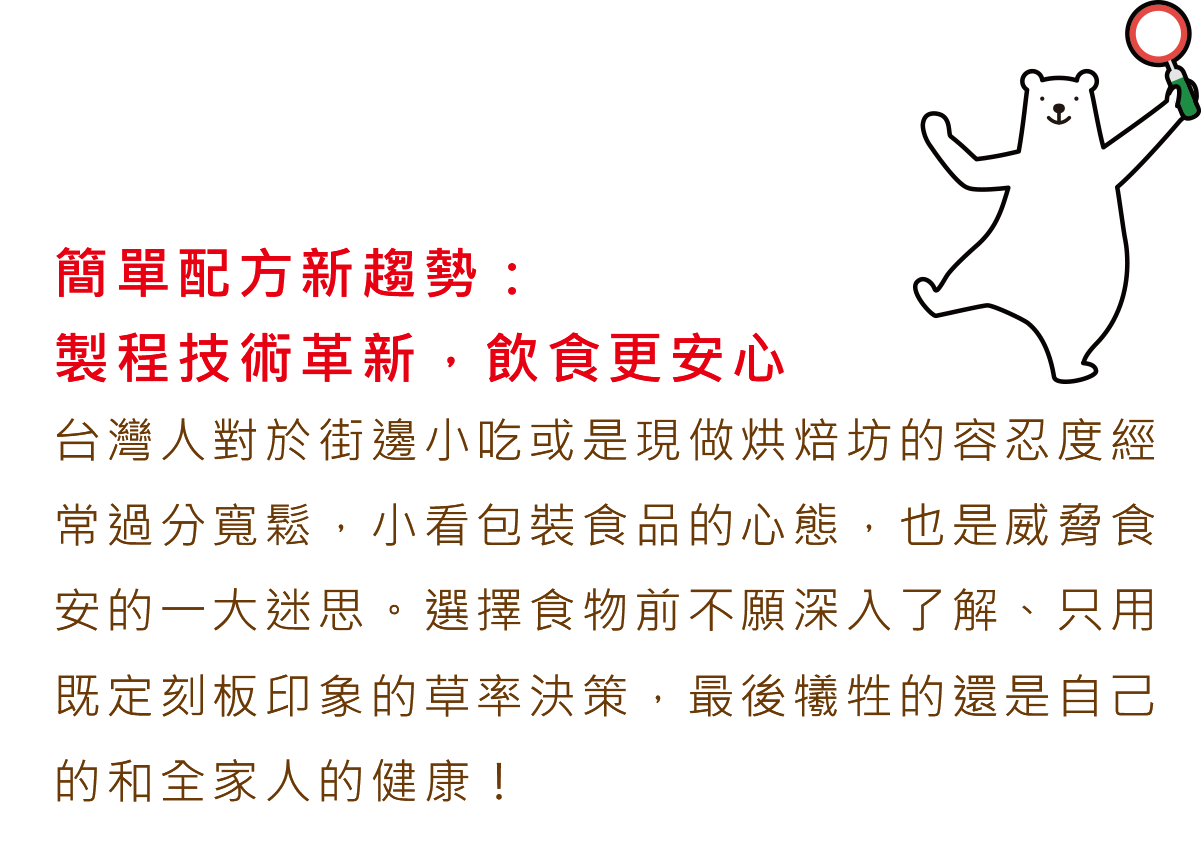 簡單配方新趨勢：
製程技術革新，飲食更安心
台灣人對於街邊小吃或是現做烘焙坊的容忍度經
常過分寬鬆，小看包裝食品的心態，也是威脅食
安的一大迷思。選擇食物前不願深入了解、只用
既定刻板印象的草率決策，最後犧牲的還是自己
的和全家人的健康！